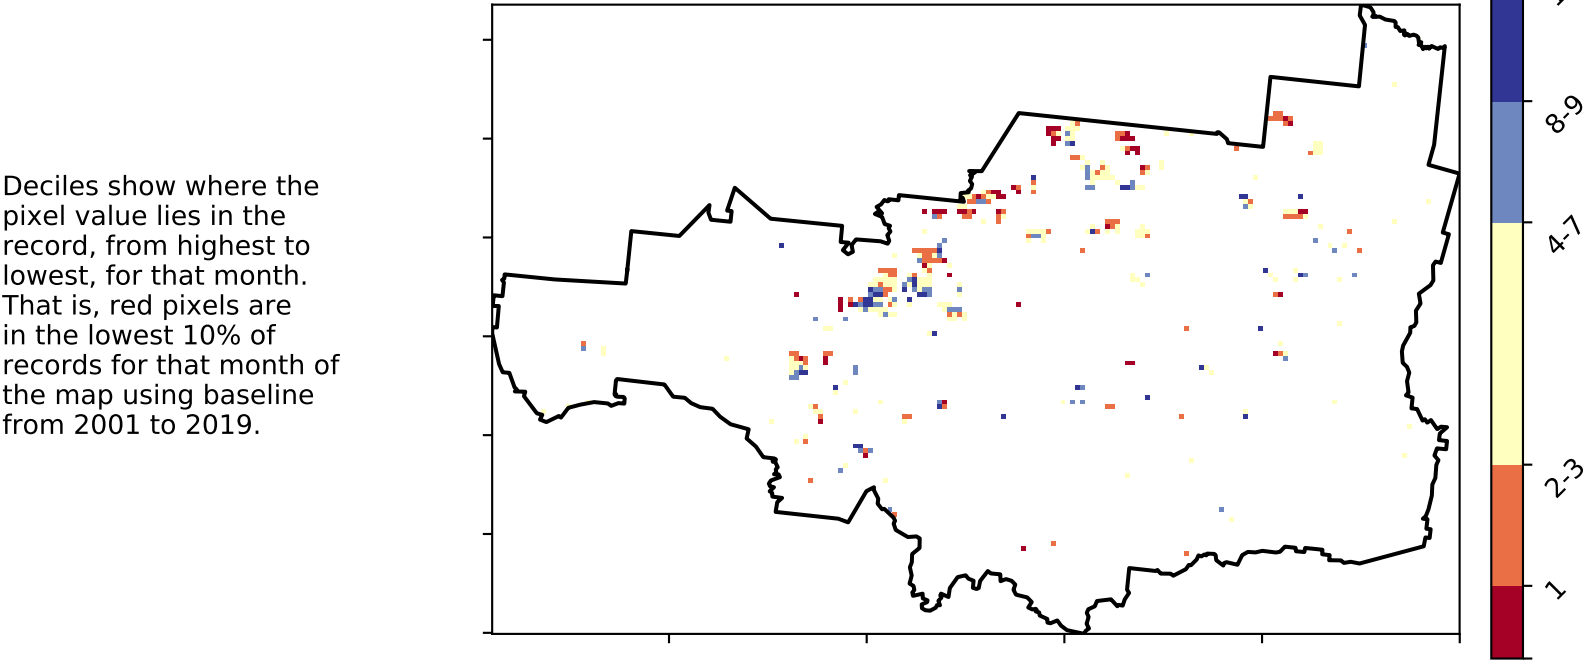 Deciles show where the
pixel value lies in the
record, from highest to
lowest, for that month.
That is, red pixels are
in the lowest 10% of
records for that month of
the map using baseline
from 2001 to 2019.
8-9
4-7
2-3
1